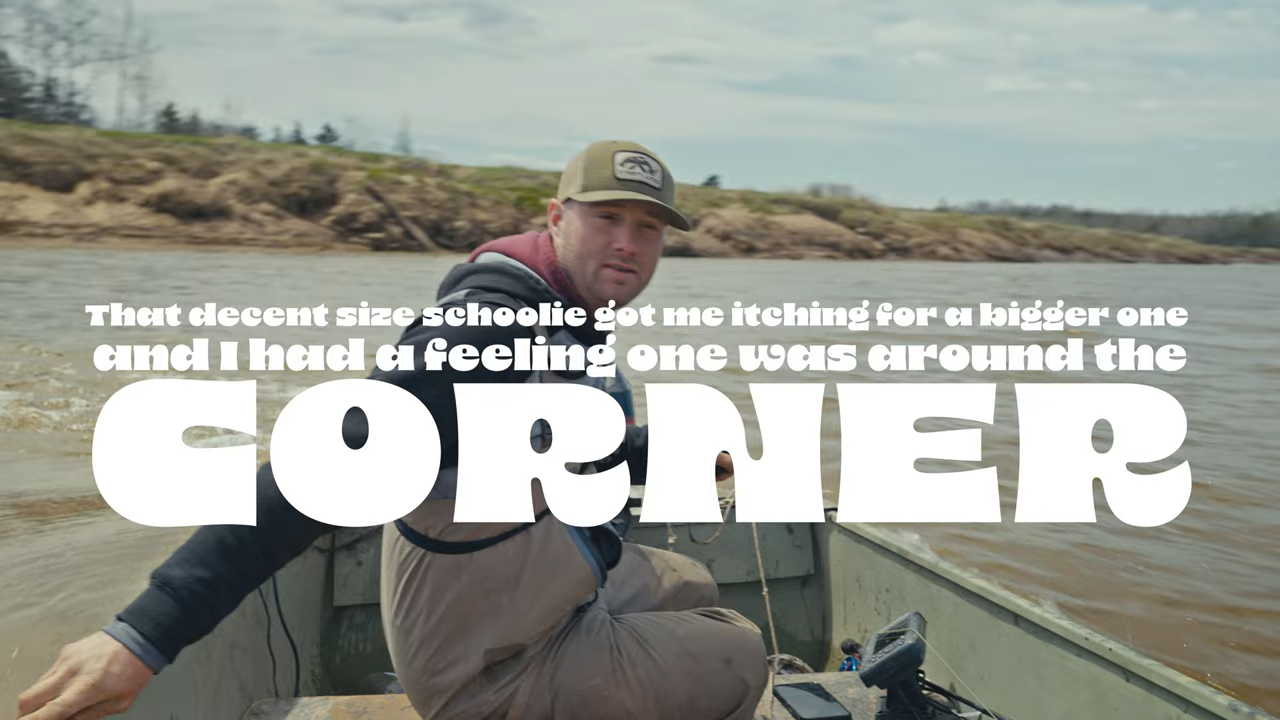 That decent size schoolie got me itching for a bigger one
and I had a feeling one was around the
CORNER